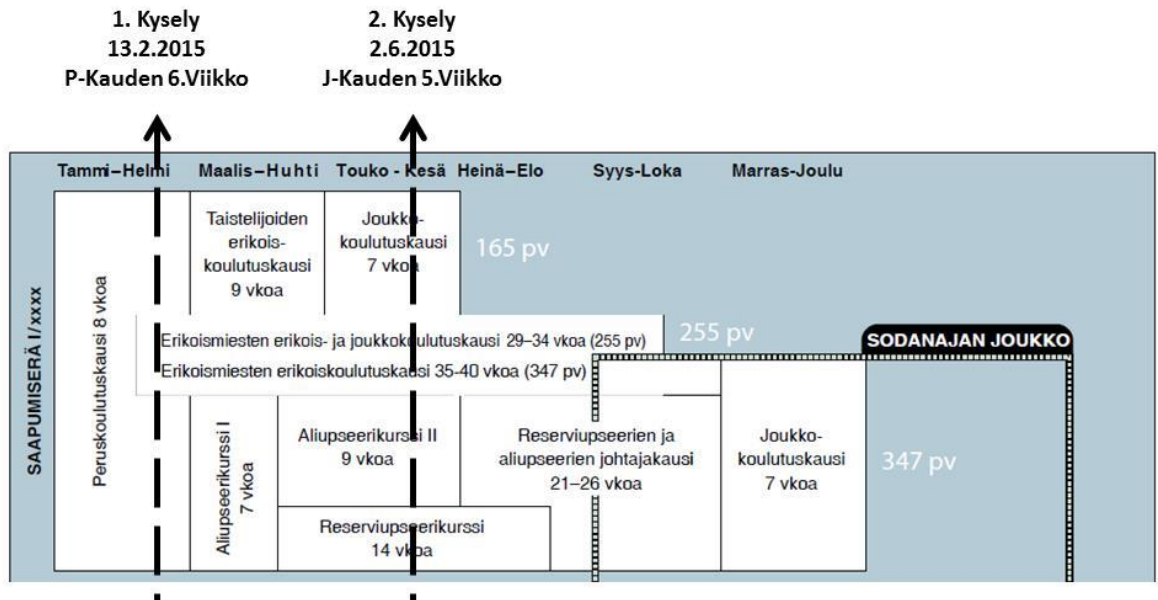 1. Kysely
13.2.2015
P-Kauden 6.Viikko
2. Kysely
2.6.2015
J-Kauden 5.Viikko
Tammi–Helmi
Maalis–Huhti
Touko - Kesä
Heinä–Elo
Syys-Loka
Marras-Joulu
SAAPUMISERÄ I/xxxx
Peruskoulutuskausi 8 vkoa
Taistelijoiden
erikois-
koulutuskausi
9 vkoa
Joukko-
koulutuskausi
7 vkoa
165 pv
Erikoismiesten erikois- ja joukkokoulutuskausi 29–34 vkoa (255 pv)
255 pv
Erikoismiesten erikoiskoulutuskausi 35-40 vkoa (347 pv)
SODANAJAN JOUKKO
Aliupseerikurssi I
7 vkoa
Aliupseerikurssi II
9 vkoa
Reserviupseerikurssi
14 vkoa
Reserviupseerien ja
aliupseerien johtajakausi
21–26 vkoa
Joukko-
koulutuskausi
7 vkoa
347 pv